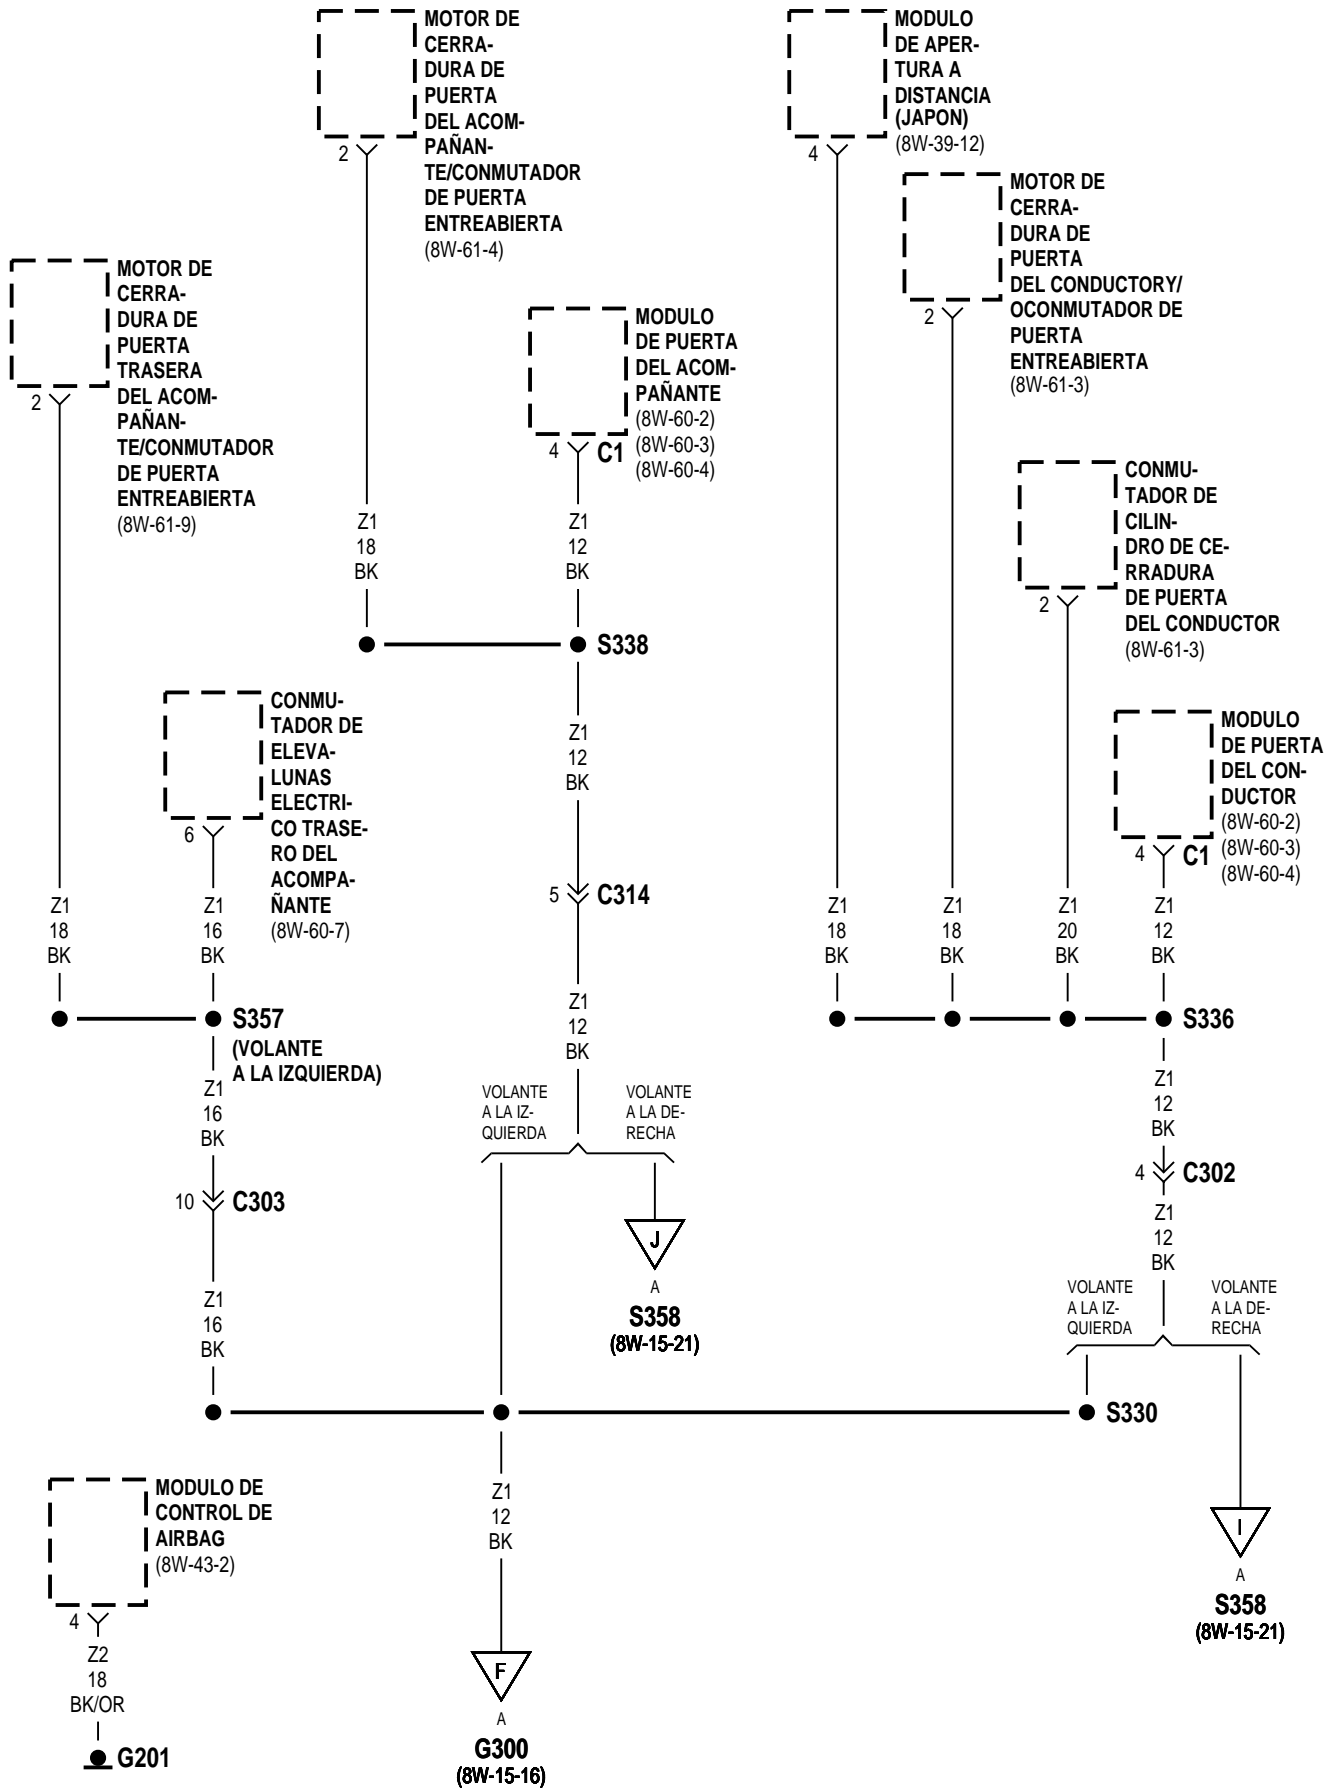 MOTOR DE
CERRA-
DURA DE
PUERTA
DEL ACOM-
PAÑAN-
TE/CONMUTADOR
DE PUERTA
ENTREABIERTA
(8W-61-4)
2
MODULO
DE APER-
TURA A
DISTANCIA
(JAPON)
(8W-39-12)
4
MOTOR DE
CERRA-
DURA DE
PUERTA
DEL CONDUCTORY/
OCONMUTADOR DE
PUERTA
ENTREABIERTA
(8W-61-3)
2
MOTOR DE
CERRA-
DURA DE
PUERTA
TRASERA
DEL ACOM-
PAÑAN-
TE/CONMUTADOR
DE PUERTA
ENTREABIERTA
(8W-61-9)
2
MODULO
DE PUERTA
DEL ACOM-
PAÑANTE
(8W-60-2)
(8W-60-3)
(8W-60-4)
4
C1
CONMU-
TADOR DE
CILIN-
DRO DE CE-
RRADURA
DE PUERTA
DEL CONDUCTOR
(8W-61-3)
2
Z1
18
BK
Z1
12
BK
S338
CONMU-
TADOR DE
ELEVA-
LUNAS
ELECTRI-
CO TRASE-
RO DEL
ACOMPA-
ÑANTE
(8W-60-7)
6
Z1
12
BK
MODULO
DE PUERTA
DEL CON-
DUCTOR
(8W-60-2)
(8W-60-3)
(8W-60-4)
4
C1
5
C314
Z1
18
BK
Z1
16
BK
Z1
18
BK
Z1
18
BK
Z1
20
BK
Z1
12
BK
S357
(VOLANTE
A LA IZQUIERDA)
Z1
12
BK
S336
Z1
16
BK
VOLANTE
A LA IZ-
QUIERDA
VOLANTE
A LA DE-
RECHA
Z1
12
BK
10
C303
4
C302
J
A
S358
(8W-15-21)
Z1
12
BK
Z1
16
BK
VOLANTE
A LA IZ-
QUIERDA
VOLANTE
A LA DE-
RECHA
S330
MODULO DE
CONTROL DE
AIRBAG
(8W-43-2)
4
Z1
12
BK
I
A
S358
(8W-15-21)
Z2
18
BK/OR
G201
F
A
G300
(8W-15-16)